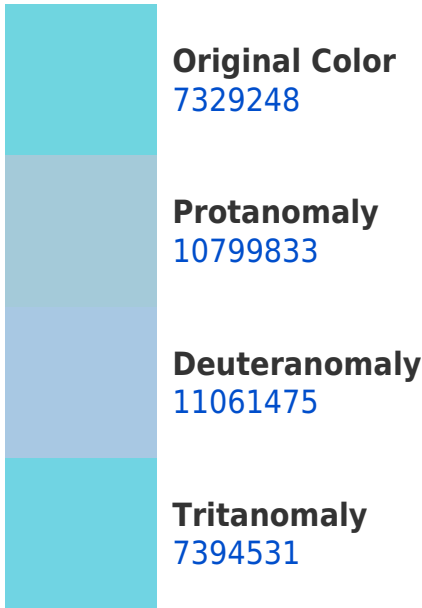 Original Color
7329248
Protanomaly
10799833
Deuteranomaly
11061475
Tritanomaly
7394531